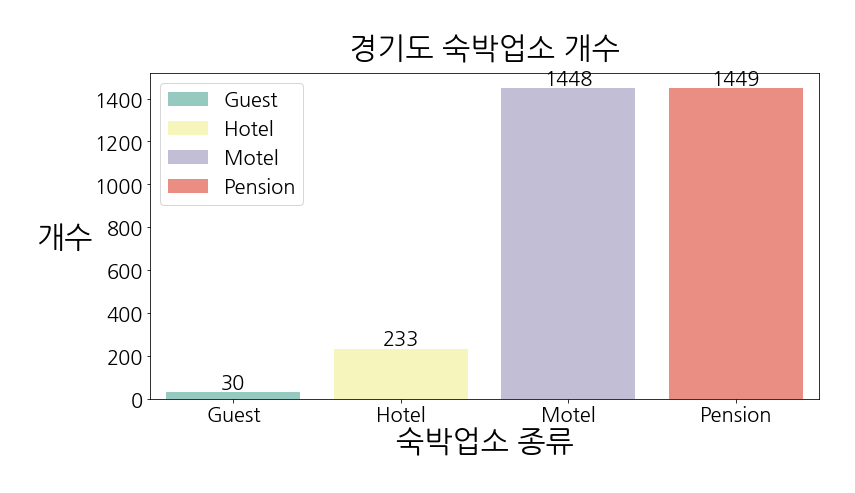 경기도 숙박업소 개수
1448
1449
Guest
Hotel
Motel
Pension
1400
1200
1000
800
600
400
200
0
개수
233
30
Guest
Hotel
Motel
Pension
숙박업소 종류